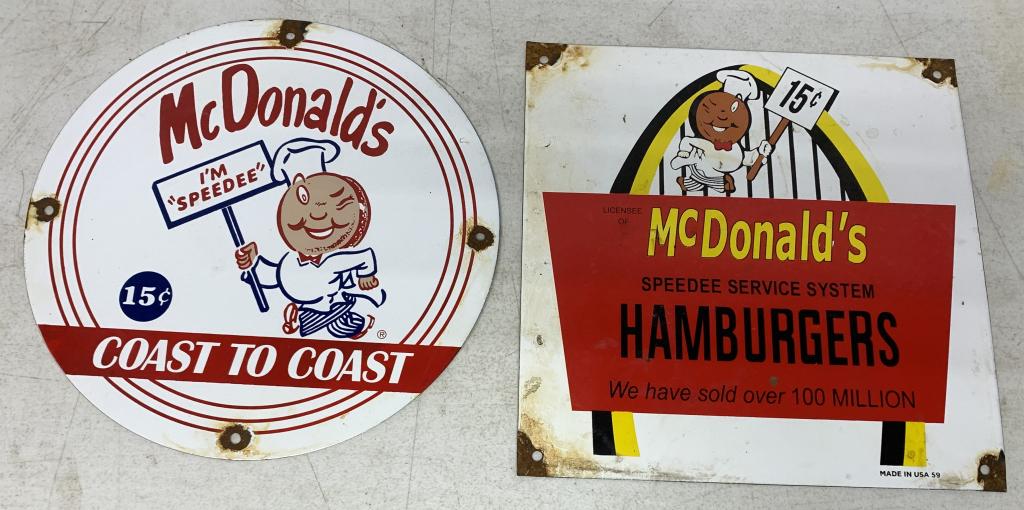 McDonald's
I'M
"SPEEDEE"
15¢
®
COAST TO COAST
15¢
LICENSEE
OF
McDonald's
SPEEDEE SERVICE SYSTEM
HAMBURGERS
We have sold over 100 MILLION
MADE IN USA 59